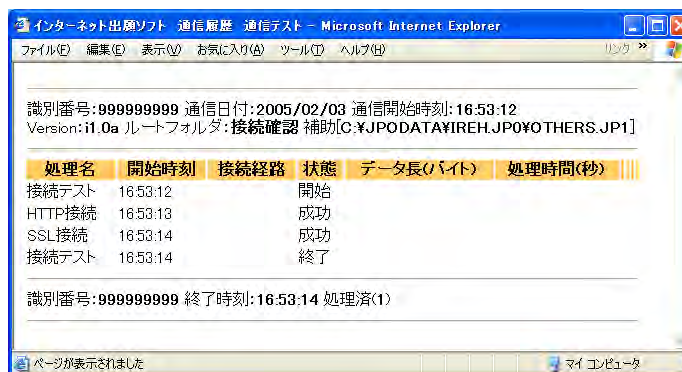 インターネット出願ソフト 通信履歴 通信テスト - Microsoft Internet Explorer
ファイル(F) 編集(E) 表示(V) お気に入り(A) ツール(T) ヘルプ(H) リンク »
識別番号:999999999 通信日付:2005/02/03 通信開始時刻:16:53:12
Version:i1.0a ルートフォルダ:接続確認 補助[C:¥JPODATA¥IREH.JP0¥OTHERS.JP1]
処理名 開始時刻 接続経路 状態 データ長(バイト) 処理時間(秒)
接続テスト 16:53:12 開始
HTTP接続 16:53:13 成功
SSL接続 16:53:14 成功
接続テスト 16:53:14 終了
識別番号:999999999 終了時刻:16:53:14 処理済(1)
ページが表示されました マイ コンピュータ